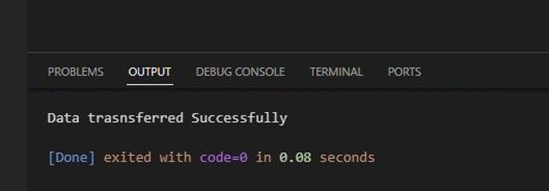 PROBLEMS OUTPUT DEBUG CONSOLE TERMINAL PORTS
Data trasnsferred Successfully
[Done] exited with code=0 in 0.08 seconds